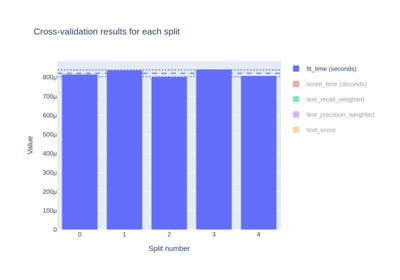 Cross-validation results for each split
800μ
700μ
600μ
500μ
400μ
300μ
200μ
100μ
0
Value
0 1 2 3 4
Split number
fit_time (seconds)
score_time (seconds)
test_recall_weighted
test_precision_weighted
test_score